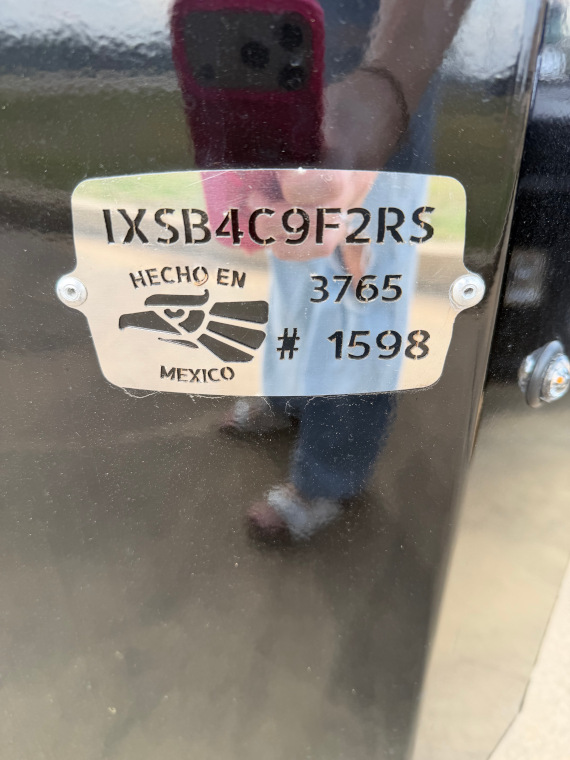 IXSB4C9F2RS
HECHO EN
3765
# 1598
MEXICO